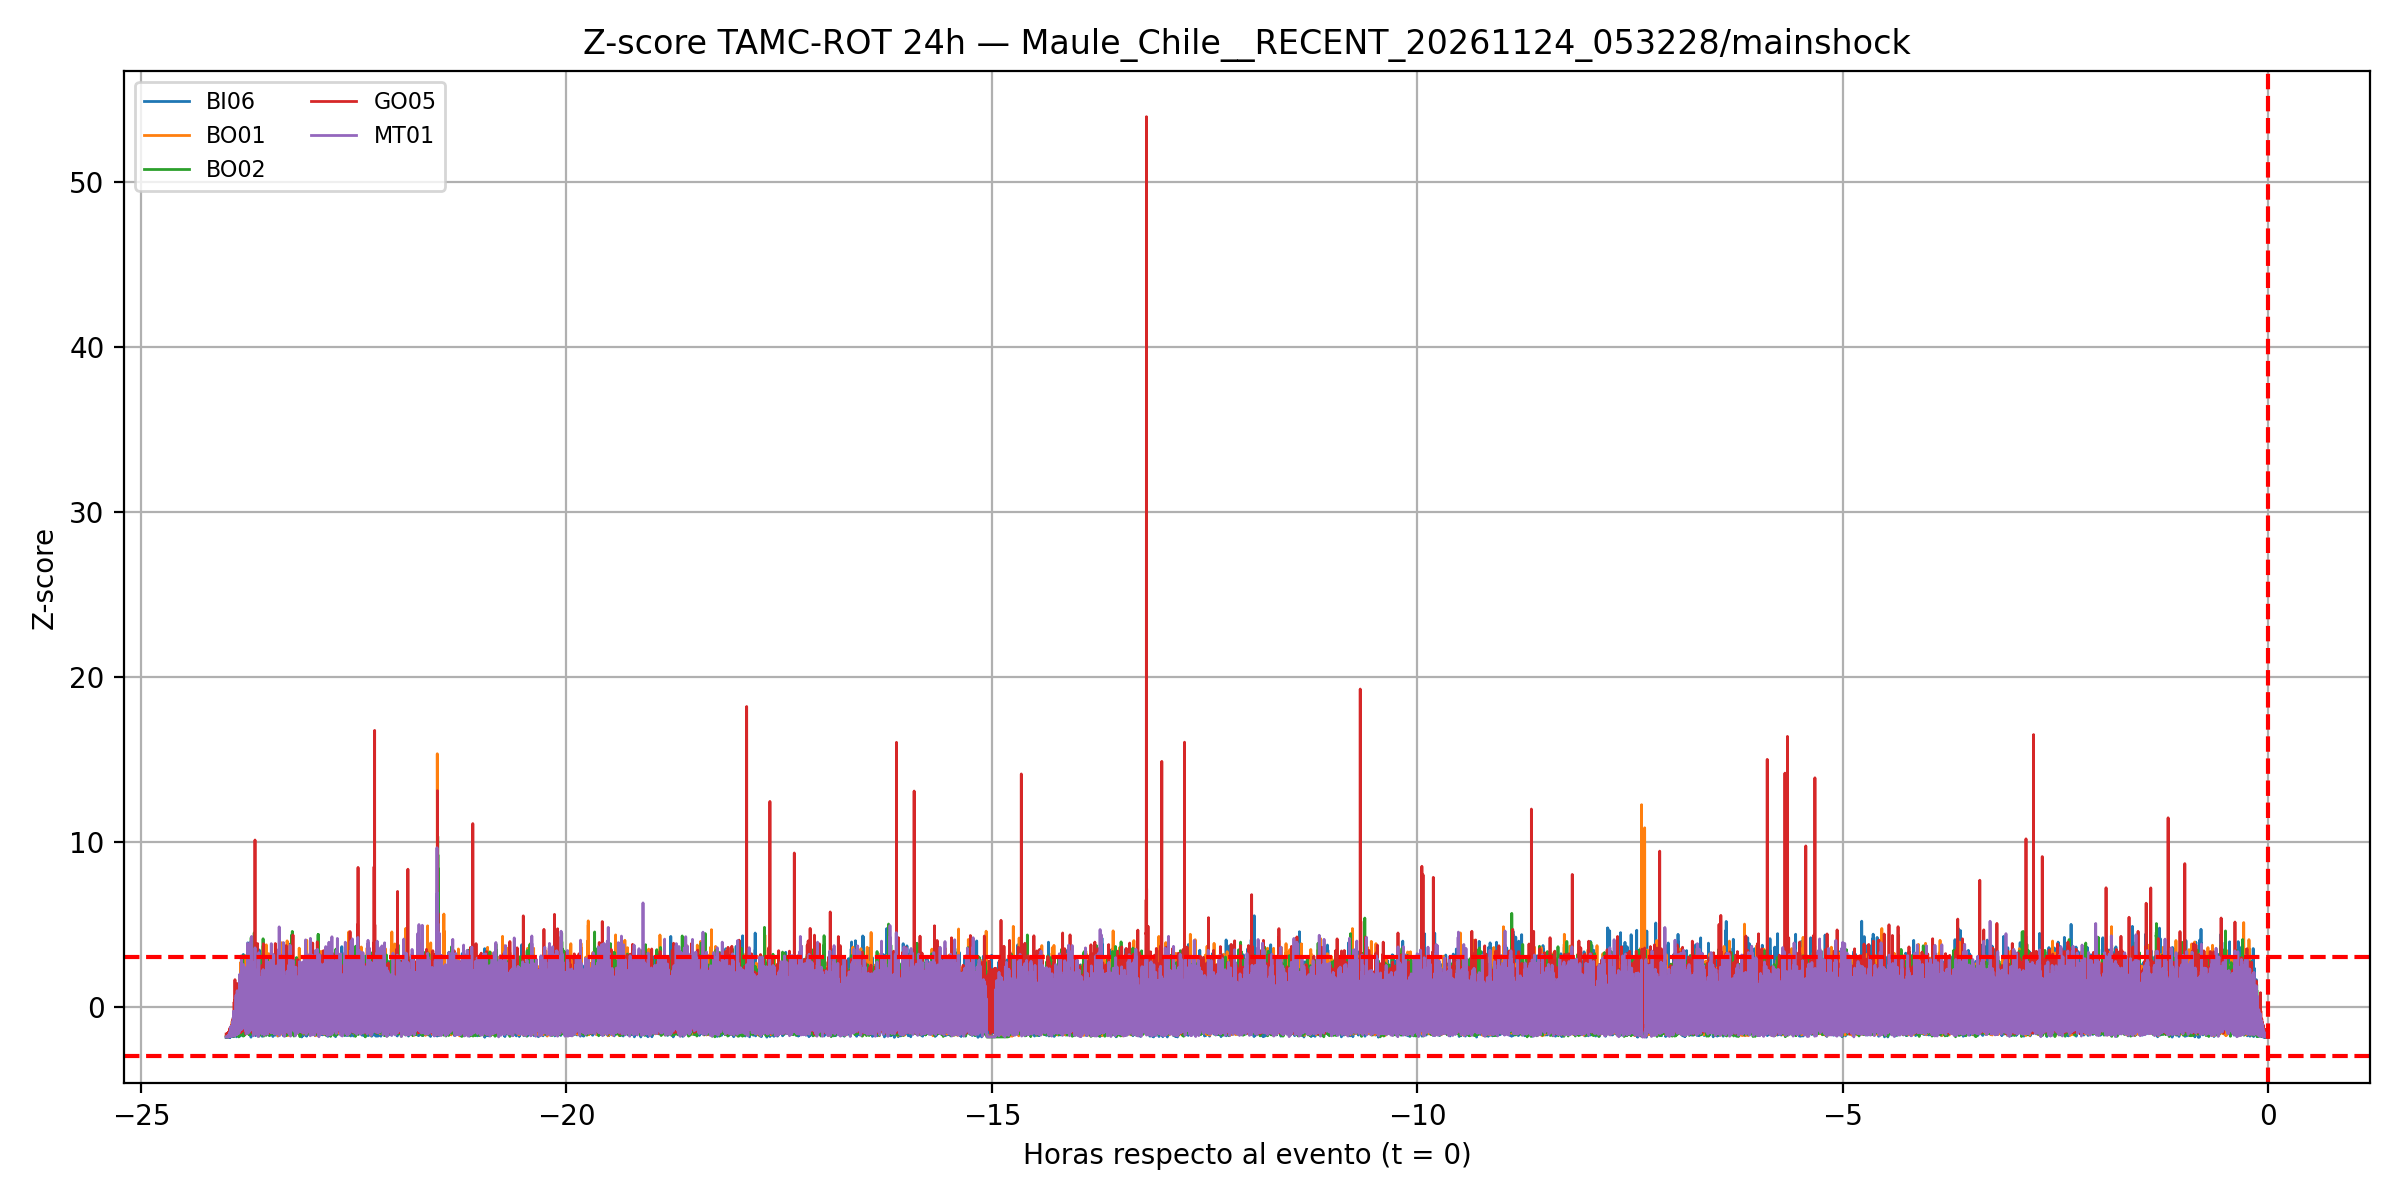 Z-score TAMC-ROT 24h — Maule_Chile__RECENT_20261124_053228/mainshock
BI06
BO01
BO02
GO05
MT01
Z-score
50
40
30
20
10
0
−25
−20
−15
−10
−5
0
Horas respecto al evento (t = 0)